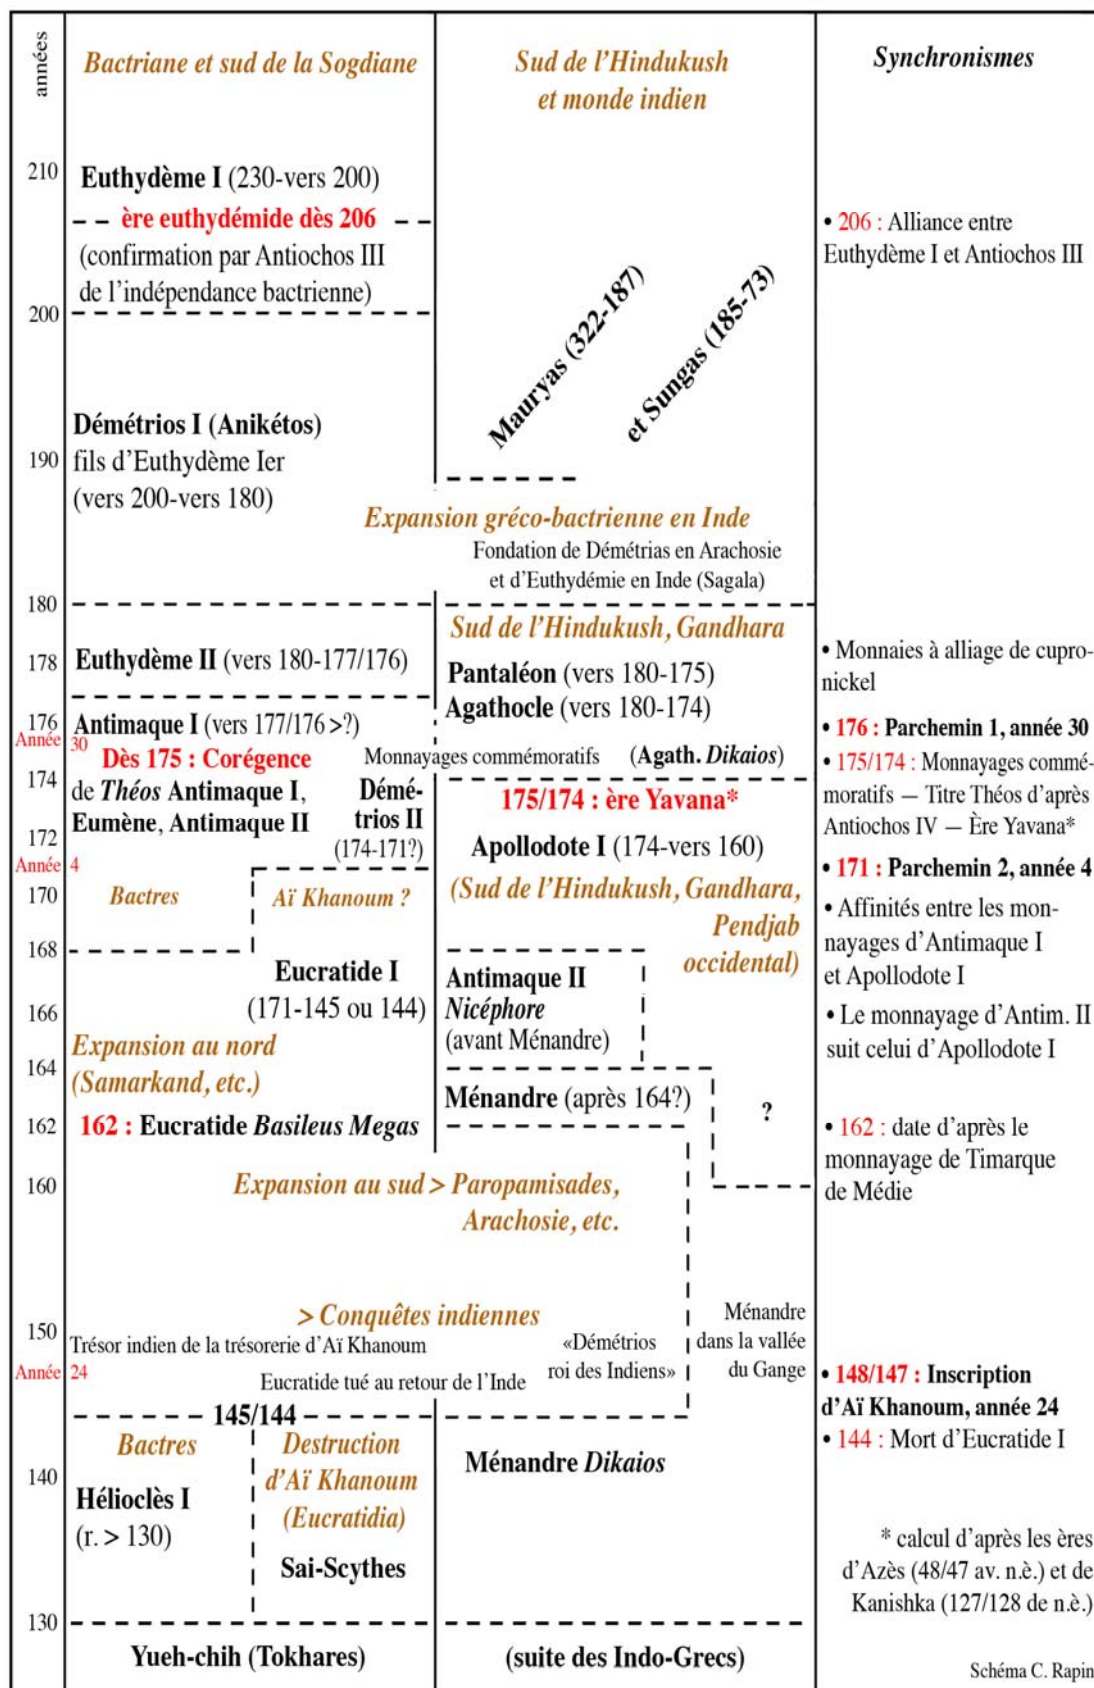 années
Bactriane et sud de la Sogdiane
Sud de l'Hindukush
et monde indien
Synchronismes
210
Euthydème I (230-vers 200)
ère euthydémide dès 206
(confirmation par Antiochos III
de l'indépendance bactrienne)
200
Mauryas (322-187)
et Sungas (185-73)
• 206 : Alliance entre
Euthydème I et Antiochos III
Démétrios I (Anikétos)
190
fils d'Euthydème Ier
(vers 200-vers 180)
Expansion gréco-bactrienne en Inde
Fondation de Démétrias en Arachosie
et d'Euthydémie en Inde (Sagala)
180
Sud de l'Hindukush, Gandhara
178
Euthydème II (vers 180-177/176)
Pantaléon (vers 180-175)
Agathocle (vers 180-174)
• Monnaies à alliage de cupro-
nickel
176
Antimaque I (vers 177/176 >?)
Année 30
Dès 175 : Corégence
Monnayages commémoratifs
(Agath. Dikaios)
• 176 : Parchemin 1, année 30
174
de Théos Antimaque I,
Eumène, Antimaque II
Démé-
trios II
(174-171?)
175/174 : ère Yavana*
• 175/174 : Monnayages commé-
moratifs — Titre Théos d'après
Antiochos IV — Ère Yavana*
172
Apollodote I (174-vers 160)
Année 4
• 171 : Parchemin 2, année 4
170
Bactres
Aï Khanoum ?
(Sud de l'Hindukush, Gandhara,
Pendjab
occidental)
• Affinités entre les mon-
nayages d'Antimaque I
et Apollodote I
168
Eucratide I
(171-145 ou 144)
Antimaque II
Nicéphore
(avant Ménandre)
166
• Le monnayage d'Antim. II
suit celui d'Apollodote I
Expansion au nord
(Samarkand, etc.)
164
Ménandre (après 164?)
?
162
162 : Eucratide Basileus Megas
• 162 : date d'après le
monnayage de Timarque
de Médie
160
Expansion au sud > Paropamisades,
Arachosie, etc.
> Conquêtes indiennes
150
Trésor indien de la trésorerie d'Aï Khanoum
«Démétrios
roi des Indiens»
Ménandre
dans la vallée
du Gange
Année 24
Eucratide tué au retour de l'Inde
• 148/147 : Inscription
d'Aï Khanoum, année 24
145/144
• 144 : Mort d'Eucratide I
Bactres
Destruction
d'Aï Khanoum
(Eucratidia)
Ménandre Dikaios
140
Hélioclès I
(r. > 130)
Sai-Scythes
* calcul d'après les ères
d'Azès (48/47 av. n.è.) et de
Kanishka (127/128 de n.è.)
130
Yueh-chih (Tokhares)
(suite des Indo-Grecs)
Schéma C. Rapin